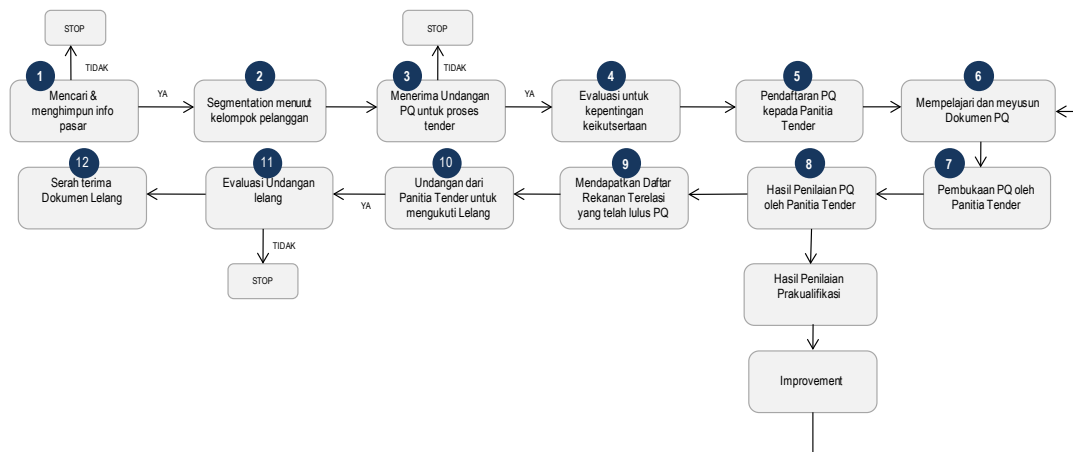 STOP
STOP
TIDAK
TIDAK
1
Mencari &
menghimpun info
pasar
YA
2
Segmentation menurut
kelompok pelanggan
3
Menerima Undangan
PQ untuk proses
tender
YA
4
Evaluasi untuk
kepentingan
keikutsertaan
5
Pendaftaran PQ
kepada Panitia
Tender
6
Mempelajari dan meyusun
Dokumen PQ
12
Serah terima
Dokumen Lelang
11
Evaluasi Undangan
lelang
YA
10
Undangan dari
Panitia Tender untuk
mengukuti Lelang
9
Mendapatkan Daftar
Rekanan Terelasi
yang telah lulus PQ
8
Hasil Penilaian PQ
oleh Panitia Tender
7
Pembukaan PQ oleh
Panitia Tender
TIDAK
STOP
Hasil Penilaian
Prakualifikasi
Improvement